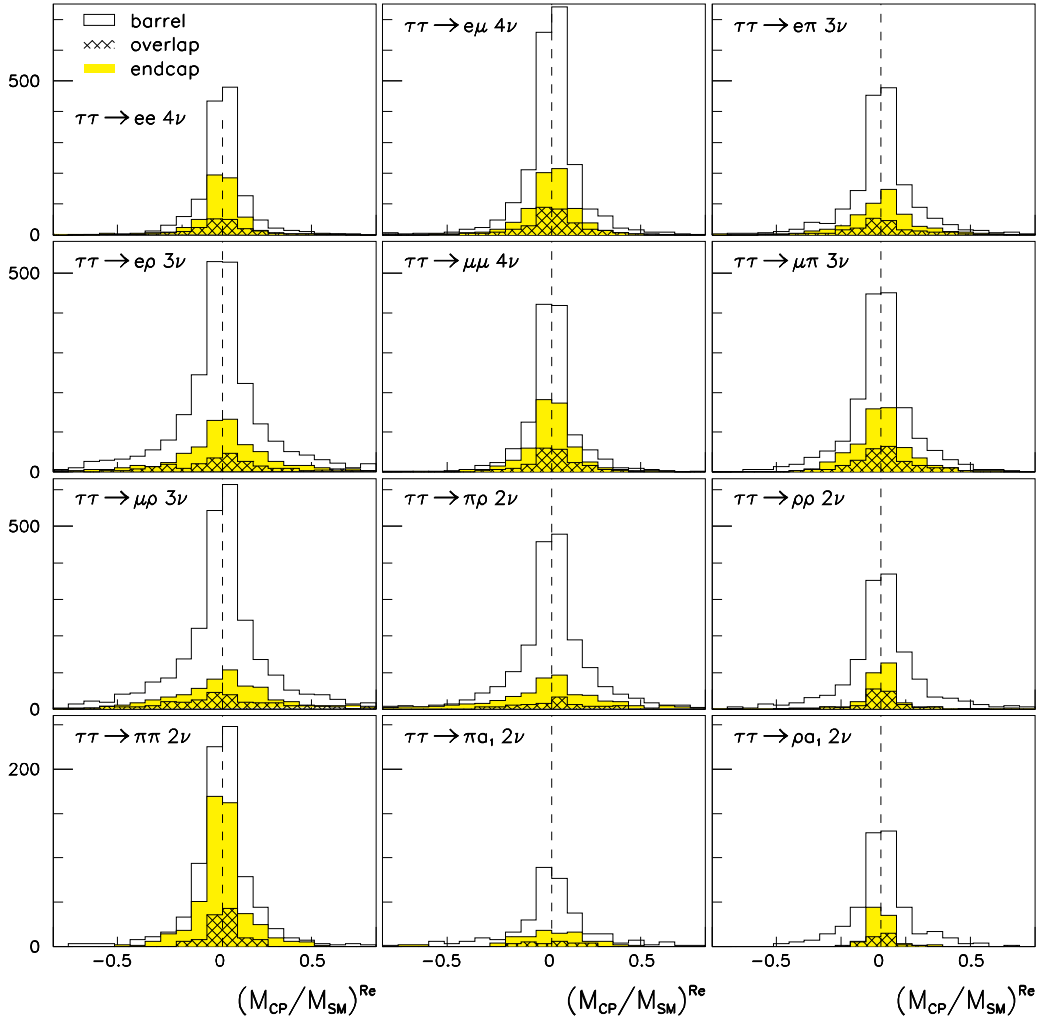 barrel
overlap
endcap
ττ→ee 4ν
ττ→eμ 4ν
ττ→eπ 3ν
500
0
ττ→eρ 3ν
ττ→μμ 4ν
ττ→μπ 3ν
500
0
ττ→μρ 3ν
ττ→πρ 2ν
ττ→ρρ 2ν
500
0
ττ→ππ 2ν
ττ→πa₁ 2ν
ττ→ρa₁ 2ν
200
0
−0.5 0 0.5
−0.5 0 0.5
−0.5 0 0.5
(M_CP/M_SM)^Re
(M_CP/M_SM)^Re
(M_CP/M_SM)^Re